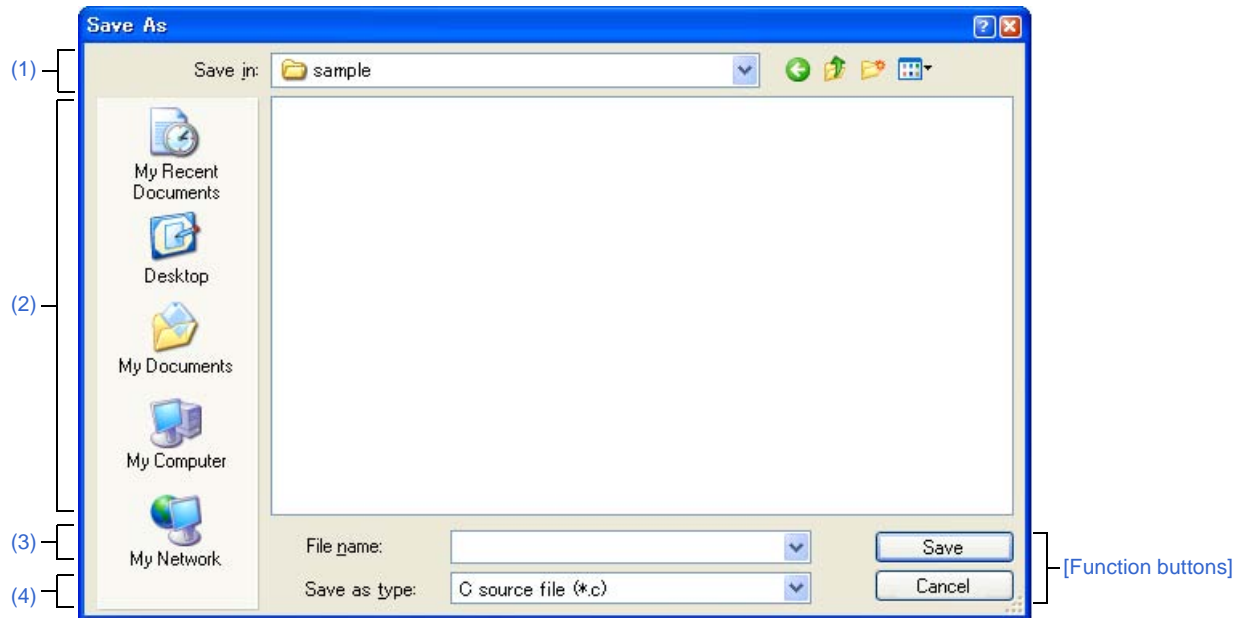 Save As
(1)
Save in:
sample
(2)
My Recent
Documents
Desktop
My Documents
My Computer
My Network
(3)
File name:
Save
(4)
Save as type:
C source file (*.c)
Cancel
[Function buttons]